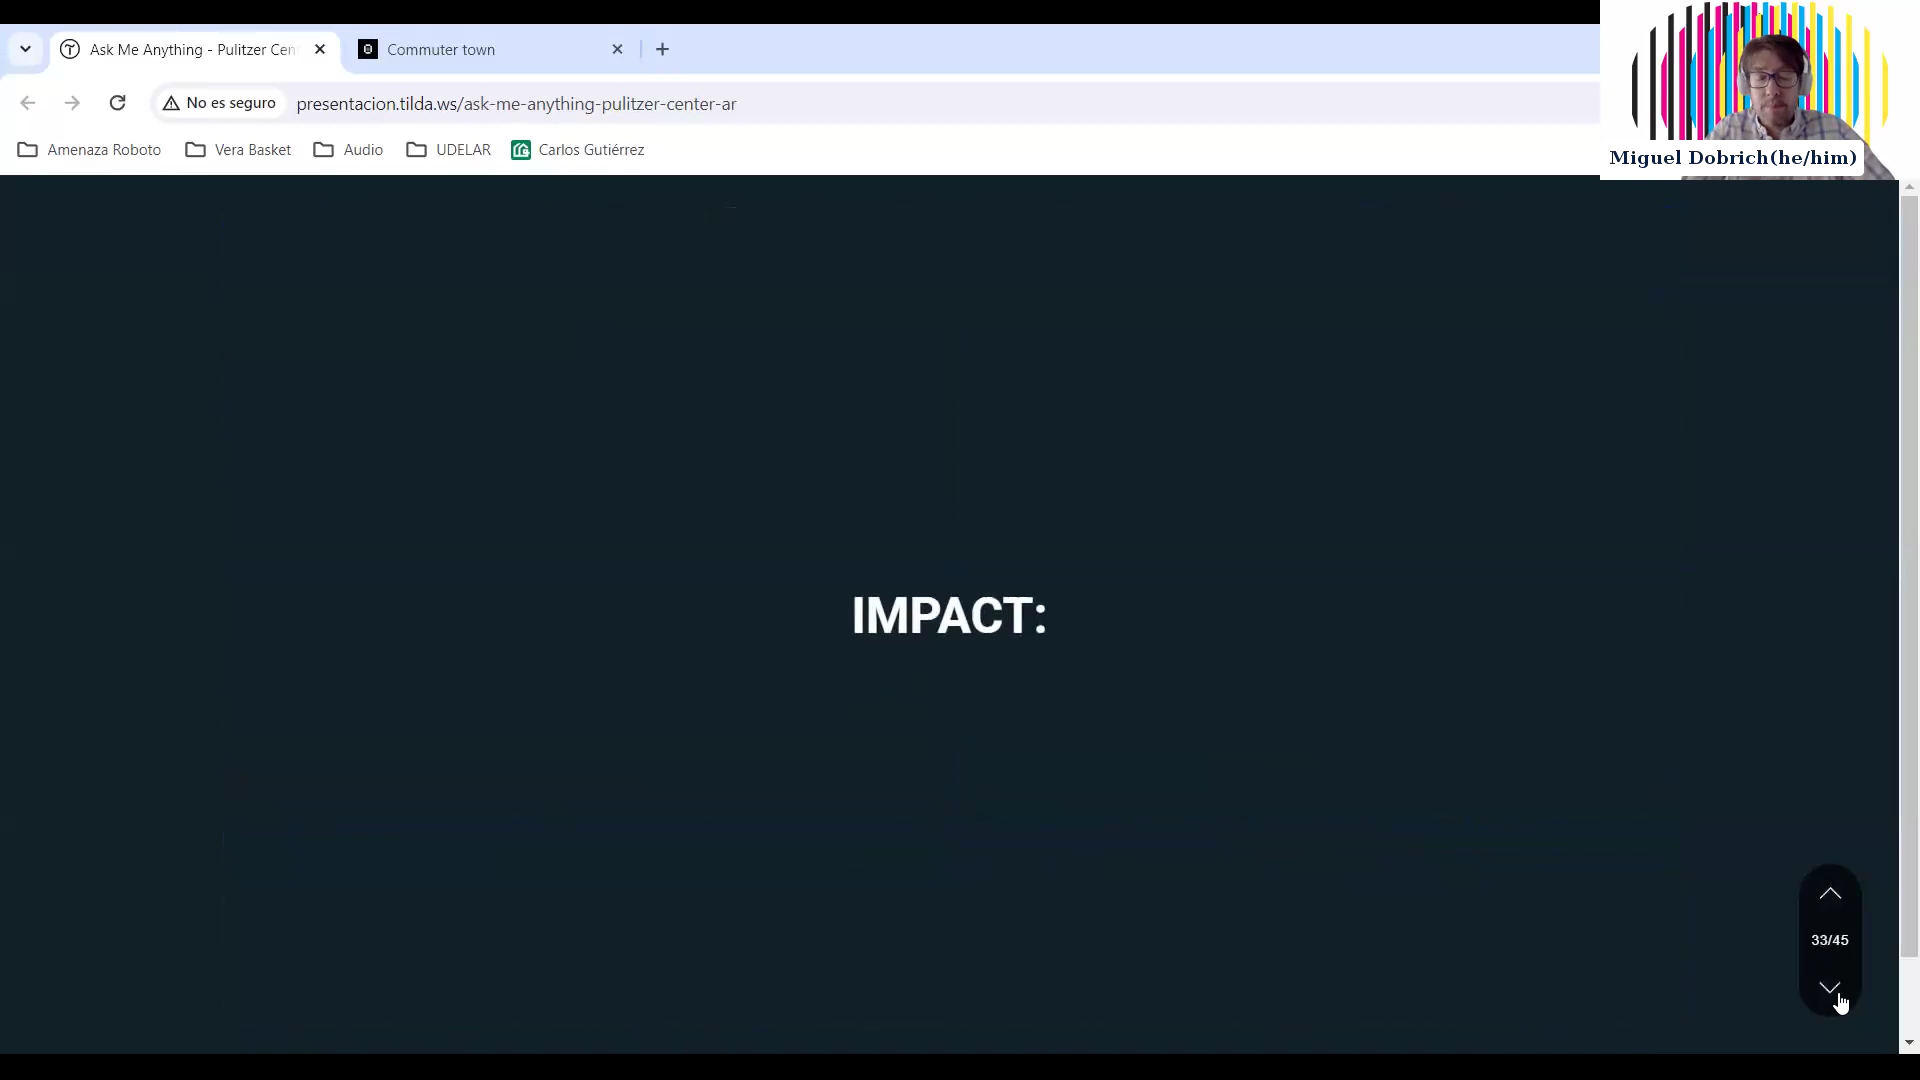 Ask Me Anything - Pulitzer Cen
Commuter town
No es seguro
presentacion.tilda.ws/ask-me-anything-pulitzer-center-ar
Amenaza Roboto
Vera Basket
Audio
UDELAR
Carlos Gutiérrez
Miguel Dobrich(he/him)
IMPACT:
33/45